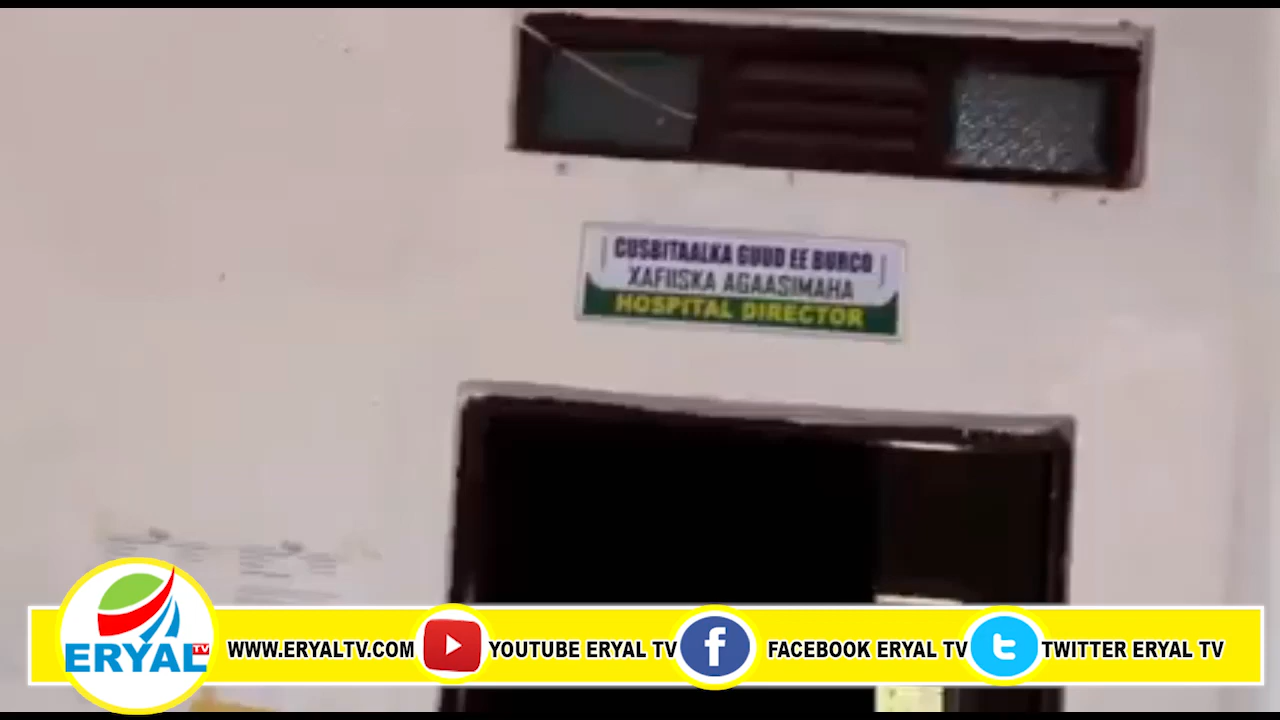 CUSBITAALKA GUUD EE BURCO
XAFIISKA AGAASIMAHA
HOSPITAL DIRECTOR
ERYAL TV
WWW.ERYALTV.COM
YOUTUBE ERYAL TV
FACEBOOK ERYAL TV
TWITTER ERYAL TV